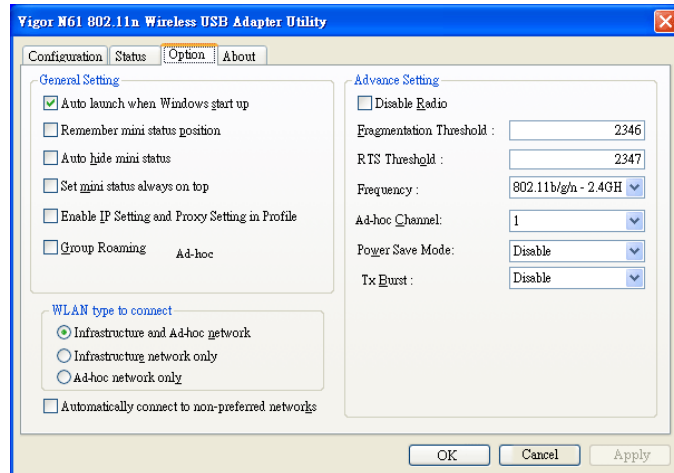 Vigor N61 802.11n Wireless USB Adapter Utility
Configuration Status Option About
General Setting
Auto launch when Windows start up
Remember mini status position
Auto hide mini status
Set mini status always on top
Enable IP Setting and Proxy Setting in Profile
Group Roaming Ad-hoc
WLAN type to connect
Infrastructure and Ad-hoc network
Infrastructure network only
Ad-hoc network only
Automatically connect to non-preferred networks
Advance Setting
Disable Radio
Fragmentation Threshold : 2346
RTS Threshold : 2347
Frequency : 802.11b/g/n - 2.4GH
Ad-hoc Channel: 1
Power Save Mode: Disable
Tx Burst : Disable
OK Cancel Apply